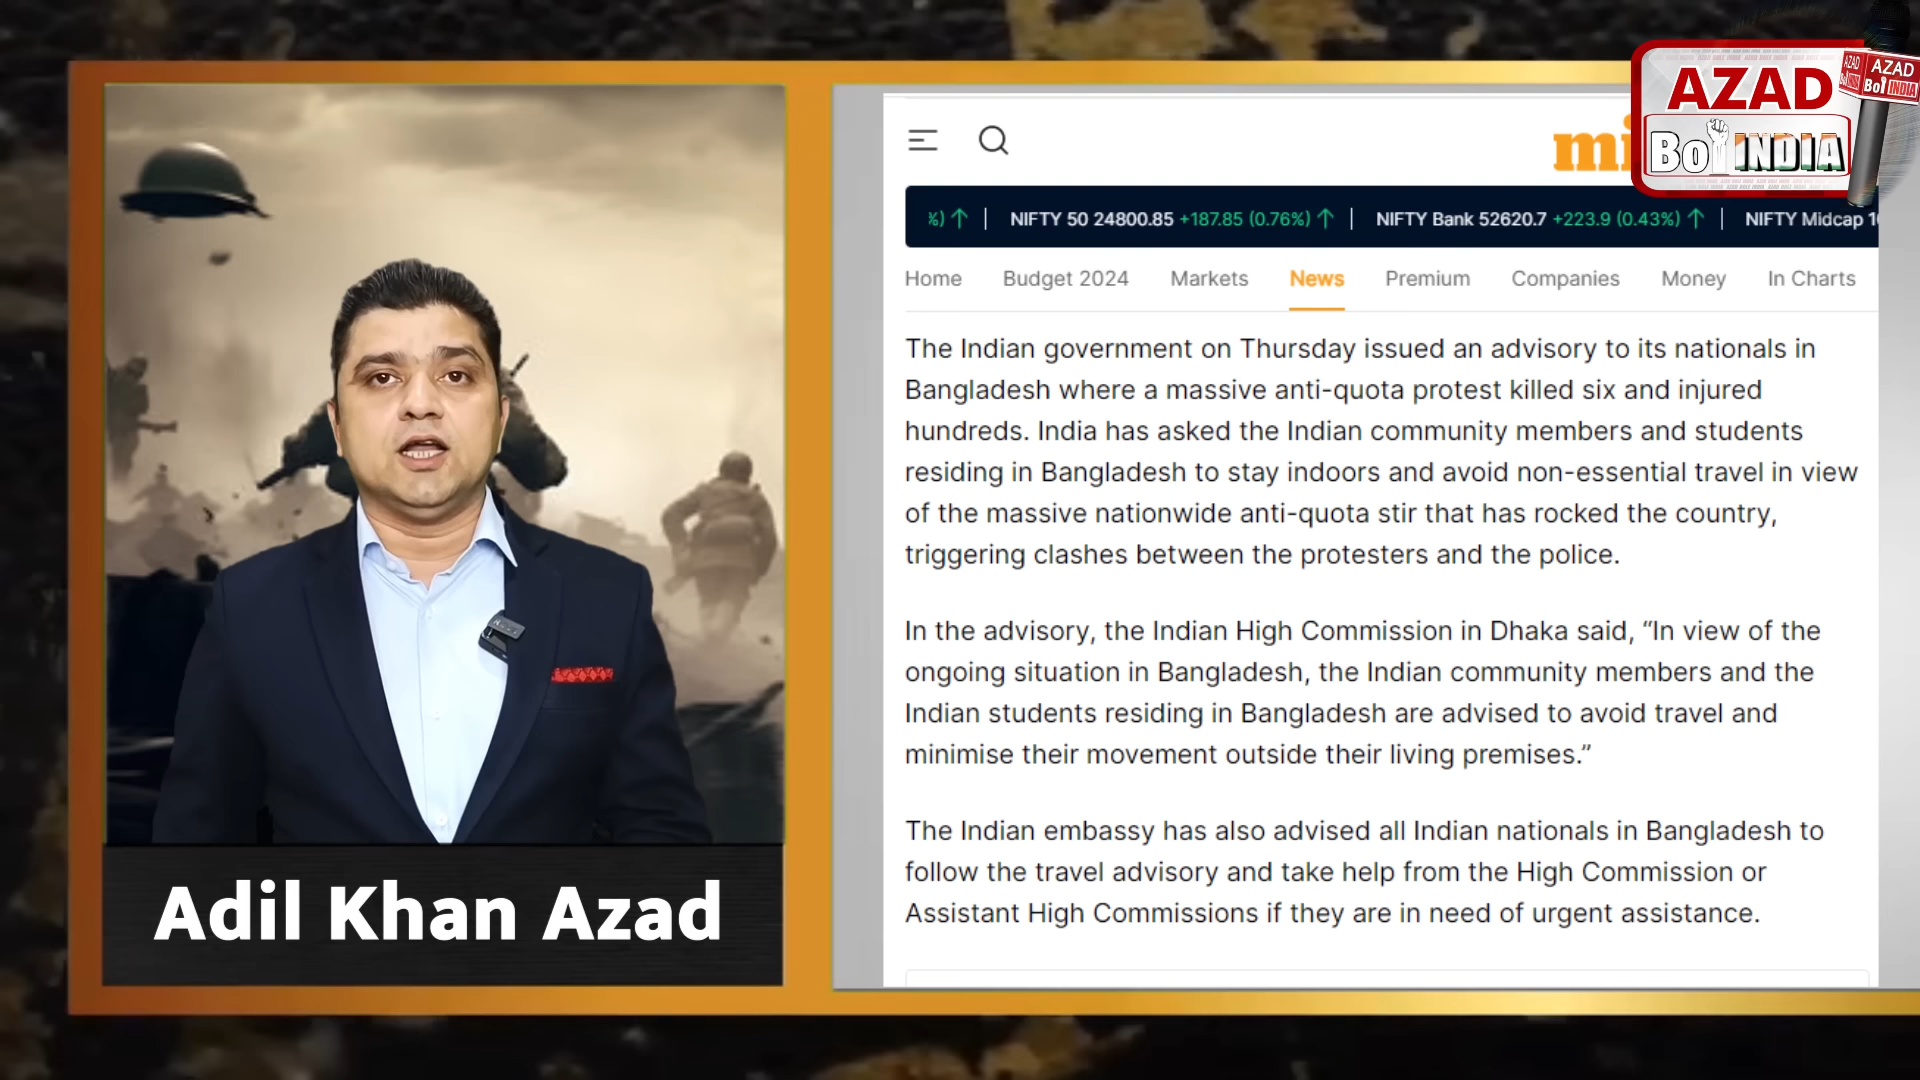 AZAD
Bol INDIA
AZAD
AZAD
Bol INDIA
mi
%) ↑ | NIFTY 50 24800.85 +187.85 (0.76%) ↑ | NIFTY Bank 52620.7 +223.9 (0.43%) ↑ | NIFTY Midcap
Home Budget 2024 Markets News Premium Companies Money In Charts
The Indian government on Thursday issued an advisory to its nationals in
Bangladesh where a massive anti-quota protest killed six and injured
hundreds. India has asked the Indian community members and students
residing in Bangladesh to stay indoors and avoid non-essential travel in view
of the massive nationwide anti-quota stir that has rocked the country,
triggering clashes between the protesters and the police.
In the advisory, the Indian High Commission in Dhaka said, “In view of the
ongoing situation in Bangladesh, the Indian community members and the
Indian students residing in Bangladesh are advised to avoid travel and
minimise their movement outside their living premises.”
The Indian embassy has also advised all Indian nationals in Bangladesh to
follow the travel advisory and take help from the High Commission or
Assistant High Commissions if they are in need of urgent assistance.
Adil Khan Azad